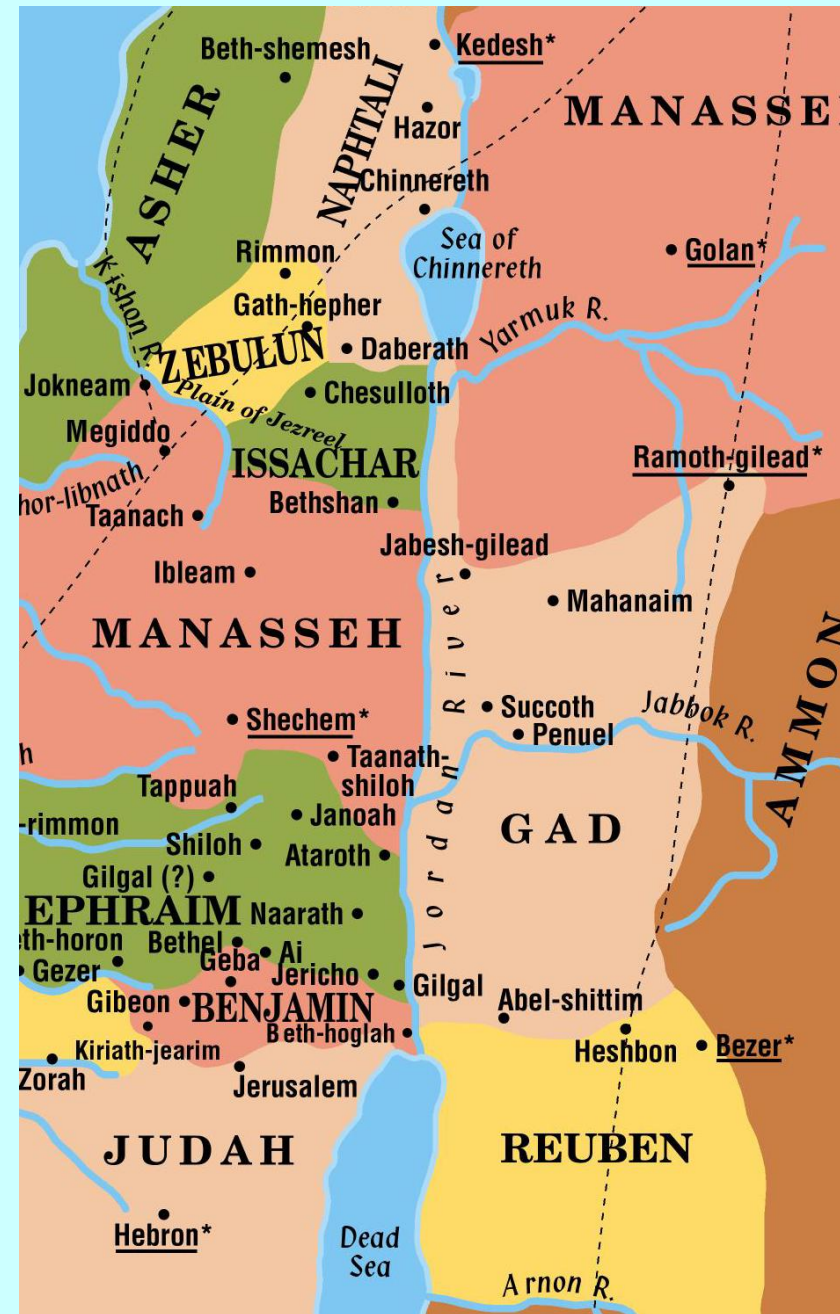 Beth-shemesh
Kedesh*
NAPHTALI
ASHER
MANASSE
Hazor
Chinnereth
Sea of
Chinnereth
Rimmon
Golan*
Kishon R.
Gath-hepher
Yarmuk R.
ZEBULUN
Daberath
Jokneam
Chesulloth
Plain of Jezreel
Megiddo
ISSACHAR
Ramoth-gilead*
hor-libnath
Bethshan
Taanach
Jabesh-gilead
Ibleam
Mahanaim
MANASSEH
Jordan River
AMMON
Shechem*
Succoth
Jabbok R.
Penuel
h
Taanath-
shiloh
Tappuah
Janoah
-rimmon
GAD
Shiloh
Ataroth
Gilgal (?)
EPHRAIM
Naarath
eth-horon
Bethel
Ai
Gezer
Geba
Jericho
Gilgal
Gibeon
BENJAMIN
Abel-shittim
Beth-hoglah
Kiriath-jearim
Heshbon
Bezer*
Zorah
Jerusalem
JUDAH
REUBEN
Hebron*
Dead
Sea
Arnon R.